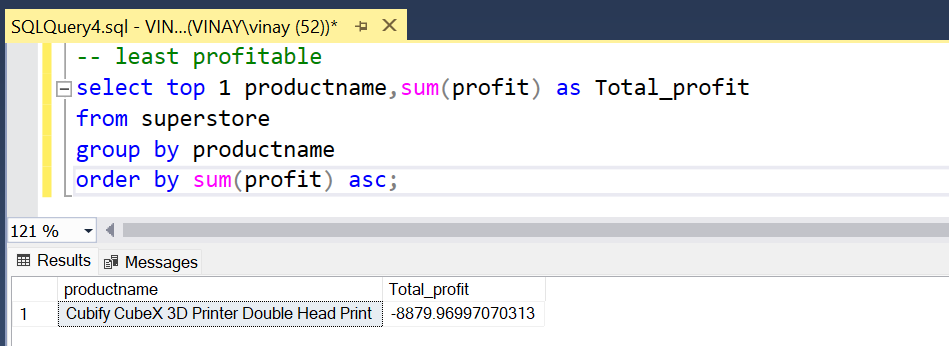 SQLQuery4.sql - VIN...(VINAY\vinay (52))*
-- least profitable
select top 1 productname,sum(profit) as Total_profit
from superstore
group by productname
order by sum(profit) asc;
121 %
Results Messages
productname Total_profit
1 Cubify CubeX 3D Printer Double Head Print -8879.96997070313